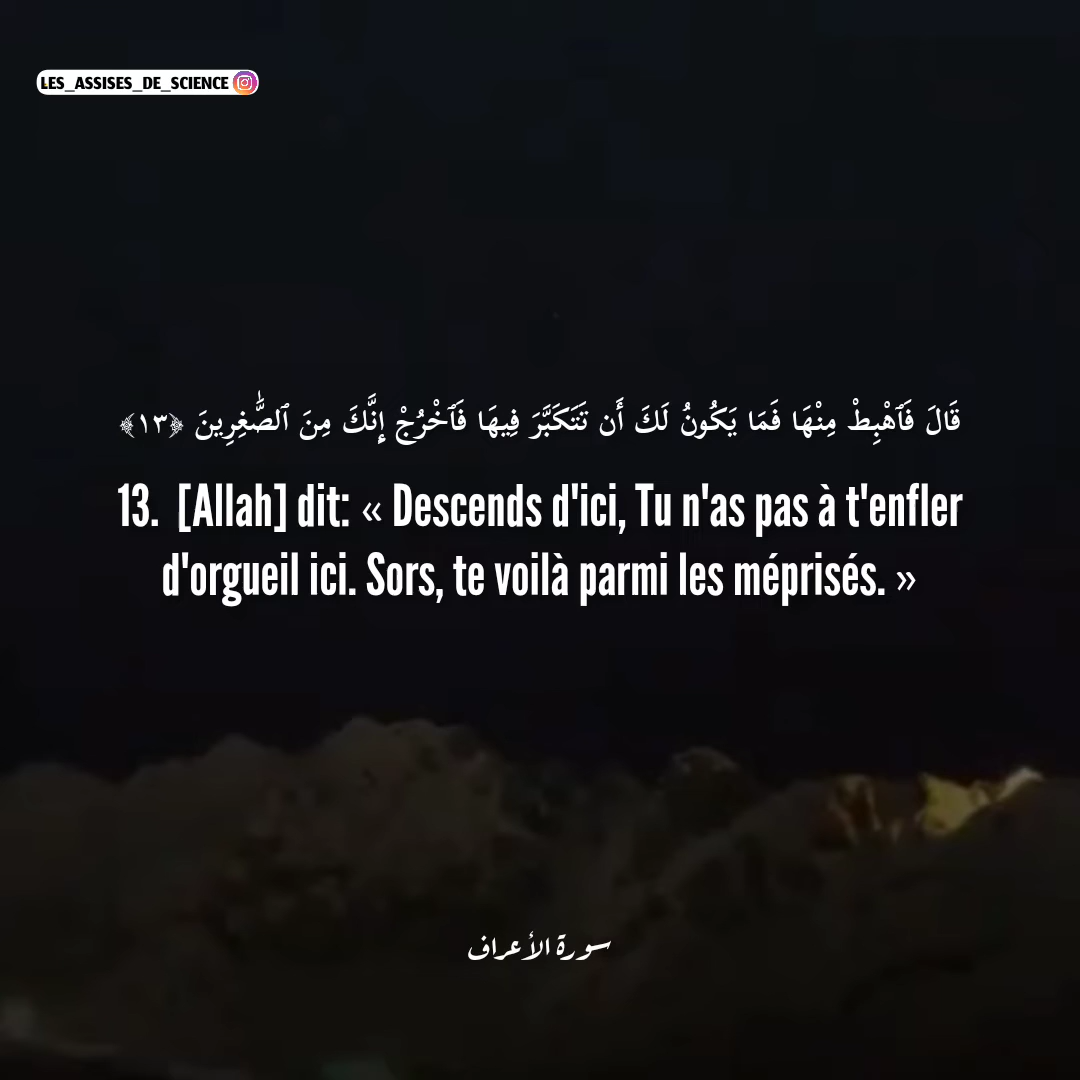 LES_ASSISES_DE_SCIENCE
قَالَ فَٱهْبِطْ مِنْهَا فَمَا يَكُونُ لَكَ أَن تَتَكَبَّرَ فِيهَا فَٱخْرُجْ إِنَّكَ مِنَ ٱلصَّٰغِرِينَ ﴿١٣﴾
13. [Allah] dit: « Descends d'ici, Tu n'as pas à t'enfler
d'orgueil ici. Sors, te voilà parmi les méprisés. »
سورة الأعراف